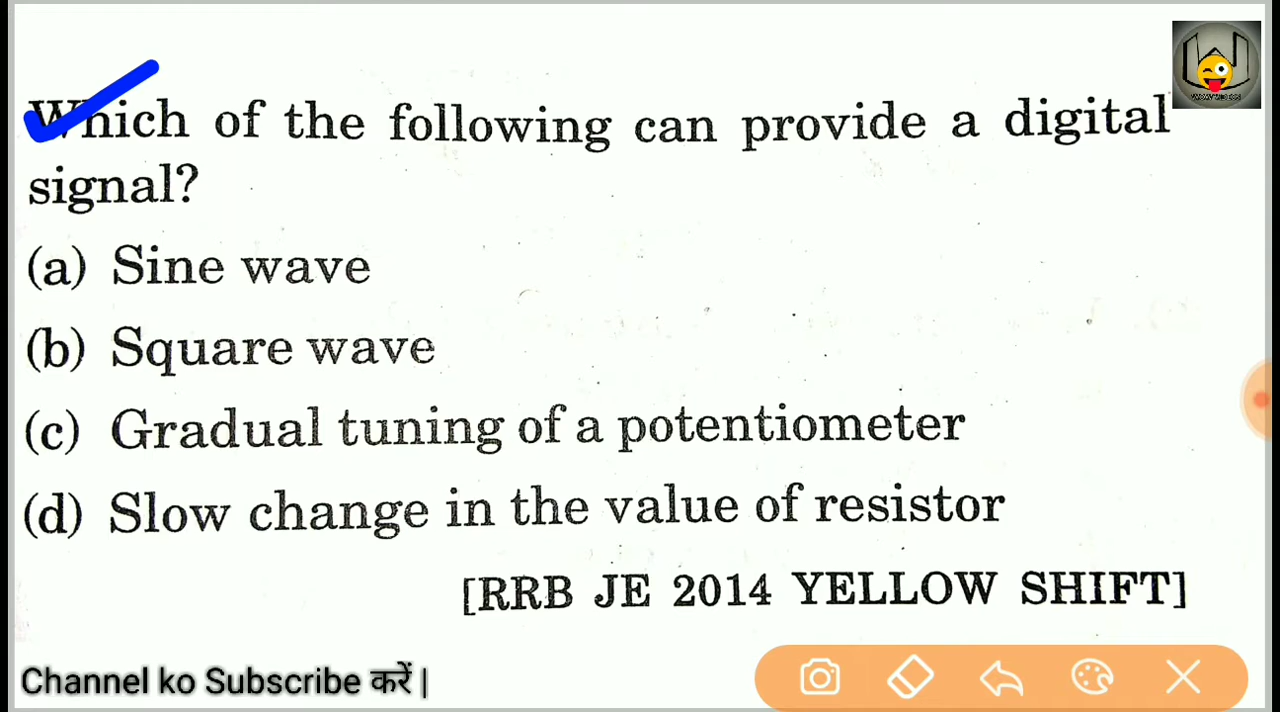 Which of the following can provide a digital
signal?
(a) Sine wave
(b) Square wave
(c) Gradual tuning of a potentiometer
(d) Slow change in the value of resistor
[RRB JE 2014 YELLOW SHIFT]
Channel ko Subscribe करें |